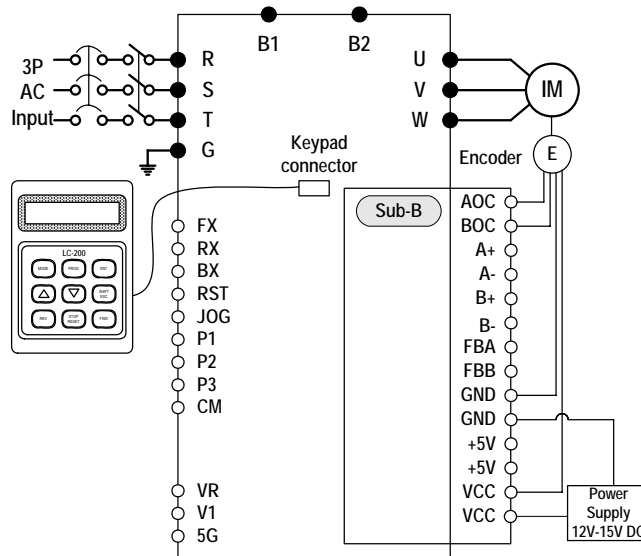 B1 B2
3P
AC
Input
R
S
T
G
U
V
W
IM
Keypad
connector
Encoder
E
Sub-B
LC-200
MODE PROG ENT
SHIFT
ESC
REV
STOP
RESET
FWD
FX
RX
BX
RST
JOG
P1
P2
P3
CM
VR
V1
5G
AOC
BOC
A+
A-
B+
B-
FBA
FBB
GND
GND
+5V
+5V
VCC
VCC
Power
Supply
12V-15V DC